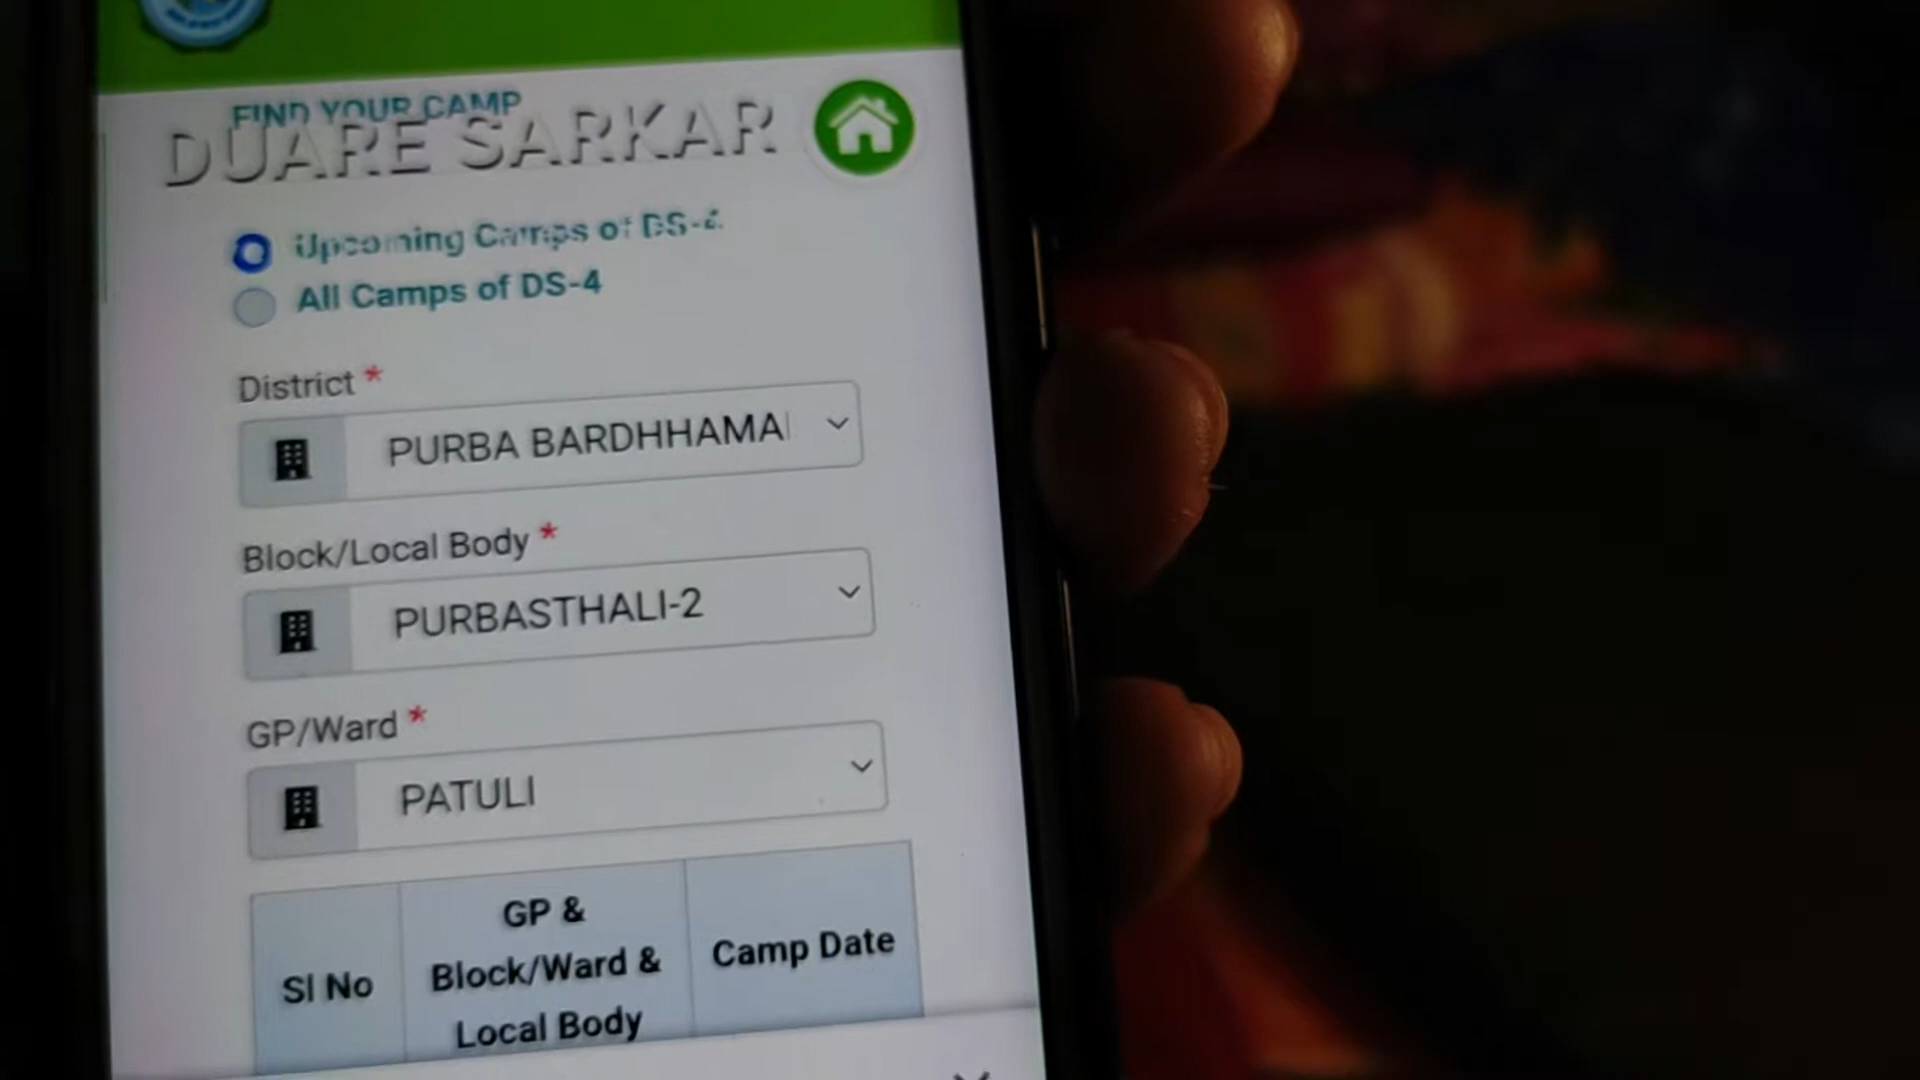 FIND YOUR CAMP
DUARE SARKAR
Upcoming Camps of DS-4
All Camps of DS-4
District *
PURBA BARDHHAMA
Block/Local Body *
PURBASTHALI-2
GP/Ward *
PATULI
Sl No
GP &
Block/Ward &
Local Body
Camp Date